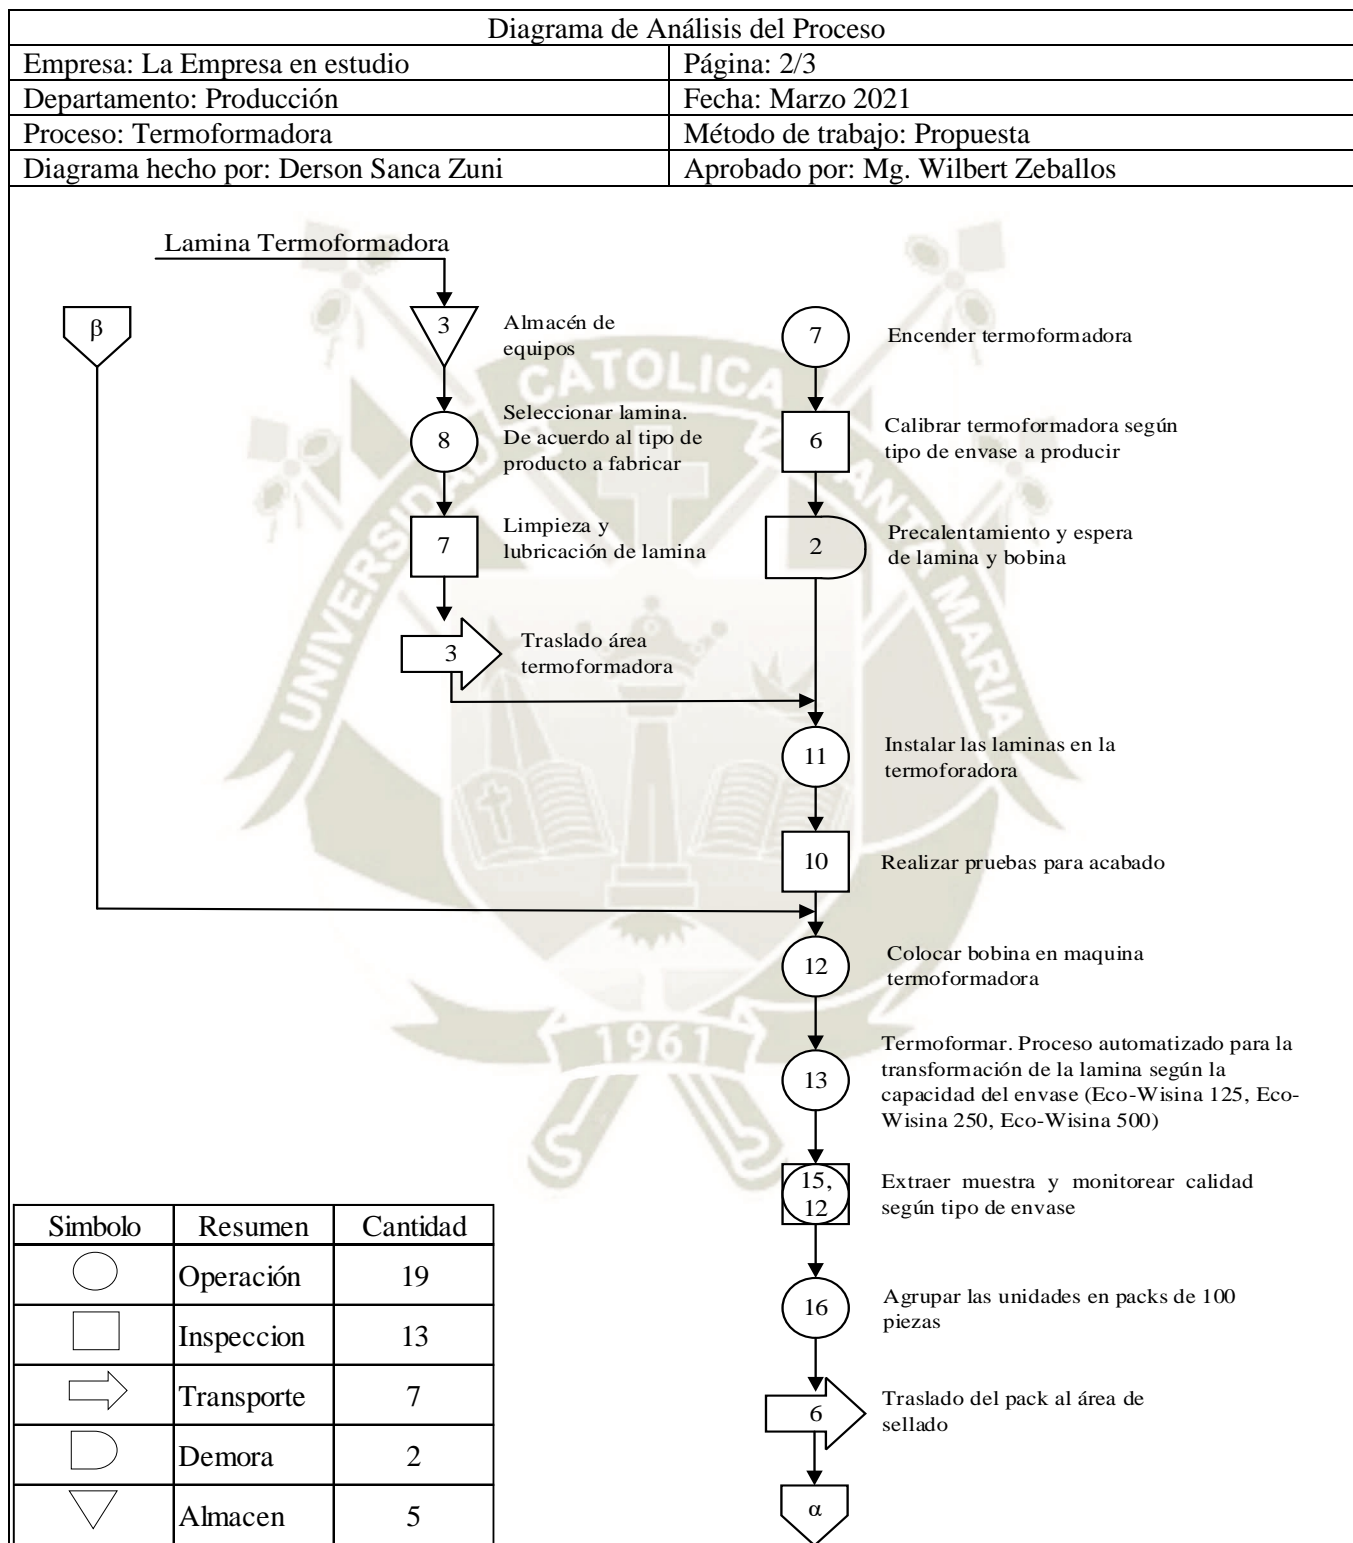 Diagrama de Análisis del Proceso
Empresa: La Empresa en estudio
Página: 2/3
Departamento: Producción
Fecha: Marzo 2021
Proceso: Termoformadora
Método de trabajo: Propuesta
Diagrama hecho por: Derson Sanca Zuni
Aprobado por: Mg. Wilbert Zeballos
Lamina Termoformadora
β
3
Almacén de
equipos
7
Encender termoformadora
8
Seleccionar lamina.
De acuerdo al tipo de
producto a fabricar
6
Calibrar termoformadora según
tipo de envase a producir
7
Limpieza y
lubricación de lamina
2
Precalentamiento y espera
de lamina y bobina
3
Traslado área
termoformadora
11
Instalar las laminas en la
termoforadora
10
Realizar pruebas para acabado
12
Colocar bobina en maquina
termoformadora
13
Termoformar. Proceso automatizado para la
transformación de la lamina según la
capacidad del envase (Eco-Wisina 125, Eco-
Wisina 250, Eco-Wisina 500)
15,
12
Extraer muestra y monitorear calidad
según tipo de envase
16
Agrupar las unidades en packs de 100
piezas
6
Traslado del pack al área de
sellado
α
Simbolo Resumen Cantidad
Operación 19
Inspeccion 13
Transporte 7
Demora 2
Almacen 5
UNIVERSIDAD CATOLICA SANTA MARIA
1961